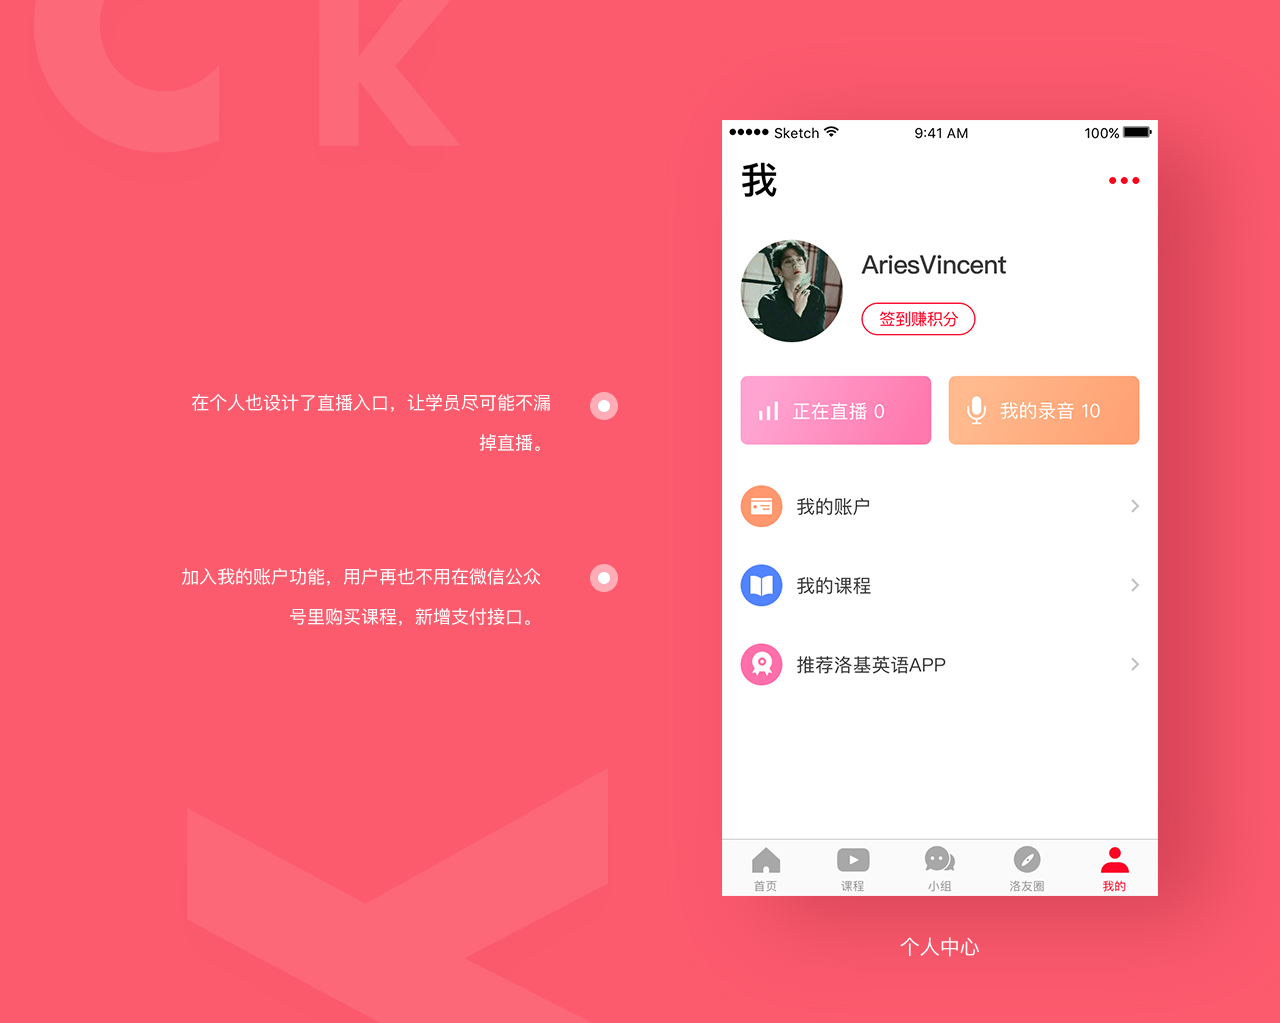 CK
在个人也设计了直播入口，让学员尽可能不漏
掉直播。
加入我的账户功能，用户再也不用在微信公众
号里购买课程，新增支付接口。
Sketch 9:41 AM 100%
我
AriesVincent
签到赚积分
正在直播 0 我的录音 10
我的账户
我的课程
推荐洛基英语APP
首页 课程 小组 洛友圈 我的
个人中心